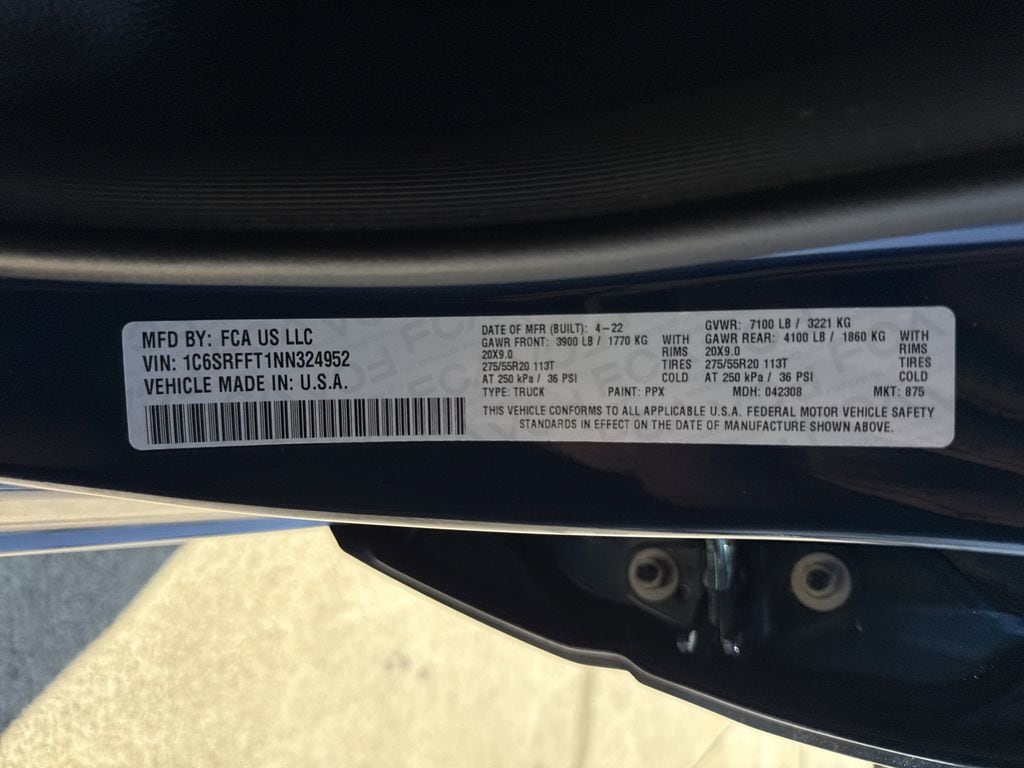 MFD BY: FCA US LLC
VIN: 1C6SRFFT1NN324952
VEHICLE MADE IN: U.S.A.
DATE OF MFR (BUILT): 4-22
GAWR FRONT: 3900 LB / 1770 KG WITH
20X9.0 RIMS
275/55R20 113T TIRES
AT 250 kPa / 36 PSI COLD
GVWR: 7100 LB / 3221 KG
GAWR REAR: 4100 LB / 1860 KG WITH
20X9.0 RIMS
275/55R20 113T TIRES
AT 250 kPa / 36 PSI COLD
TYPE: TRUCK PAINT: PPX MDH: 042308 MKT: 875
THIS VEHICLE CONFORMS TO ALL APPLICABLE U.S.A. FEDERAL MOTOR VEHICLE SAFETY
STANDARDS IN EFFECT ON THE DATE OF MANUFACTURE SHOWN ABOVE.